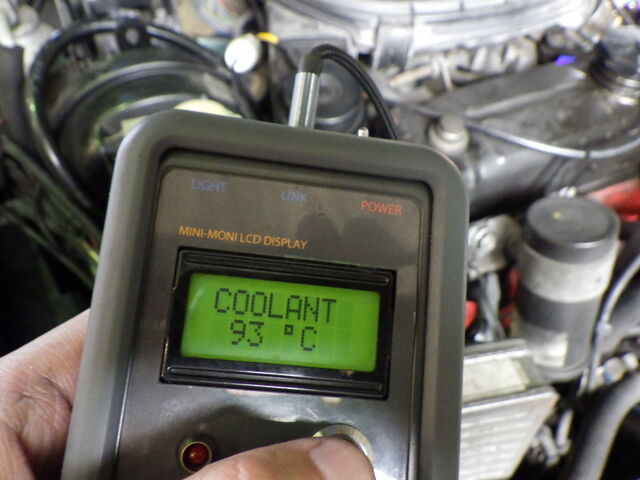 LIGHT LINK POWER
MINI-MONI LCD DISPLAY
COOLANT
93 °C